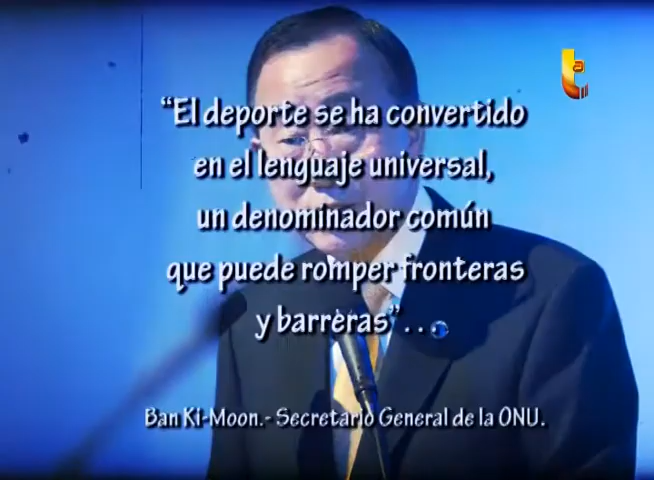 “El deporte se ha convertido
en el lenguaje universal,
un denominador común
que puede romper fronteras
y barreras”. . .
Ban Ki-Moon.- Secretario General de la ONU.